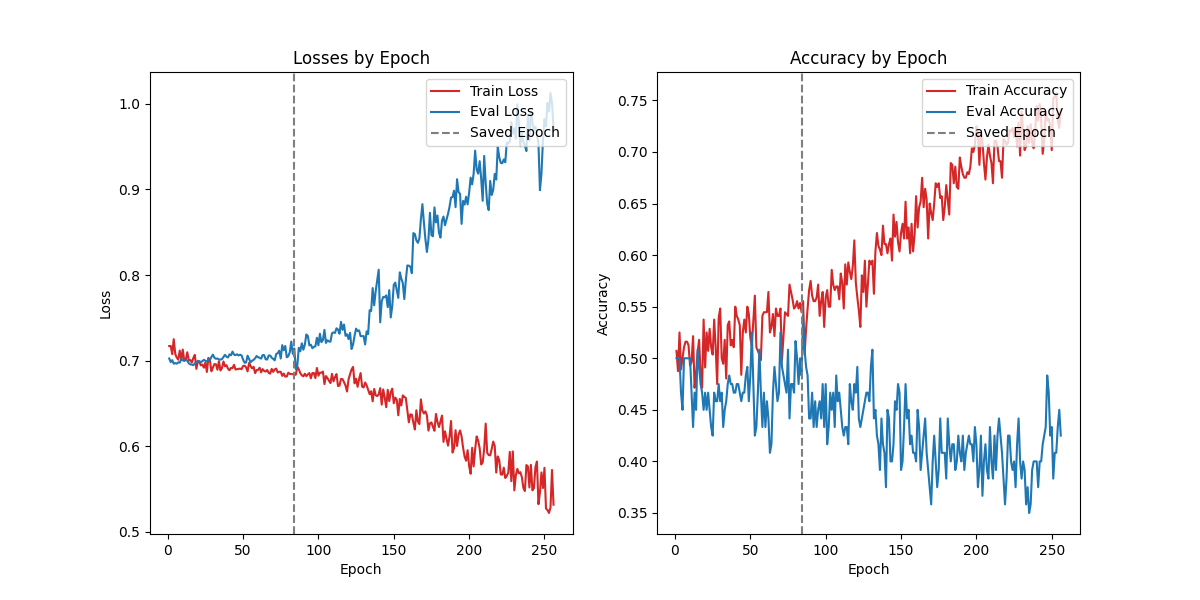 Losses by Epoch
Train Loss
Eval Loss
Saved Epoch
1.0
0.9
0.8
0.7
0.6
0.5
Loss
0
50
100
150
200
250
Epoch
Accuracy by Epoch
Train Accuracy
Eval Accuracy
Saved Epoch
0.75
0.70
0.65
0.60
0.55
0.50
0.45
0.40
0.35
Accuracy
0
50
100
150
200
250
Epoch